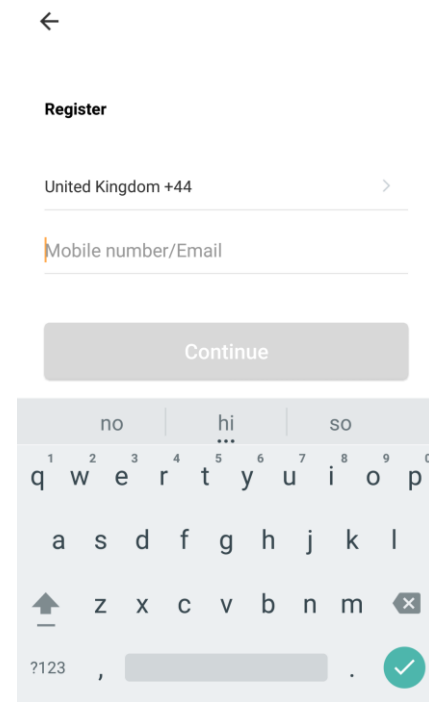 Register
United Kingdom +44
Mobile number/Email
Continue
no hi so
1 2 3 4 5 6 7 8 9 0
q w e r t y u i o p
a s d f g h j k l
z x c v b n m
?123 , .